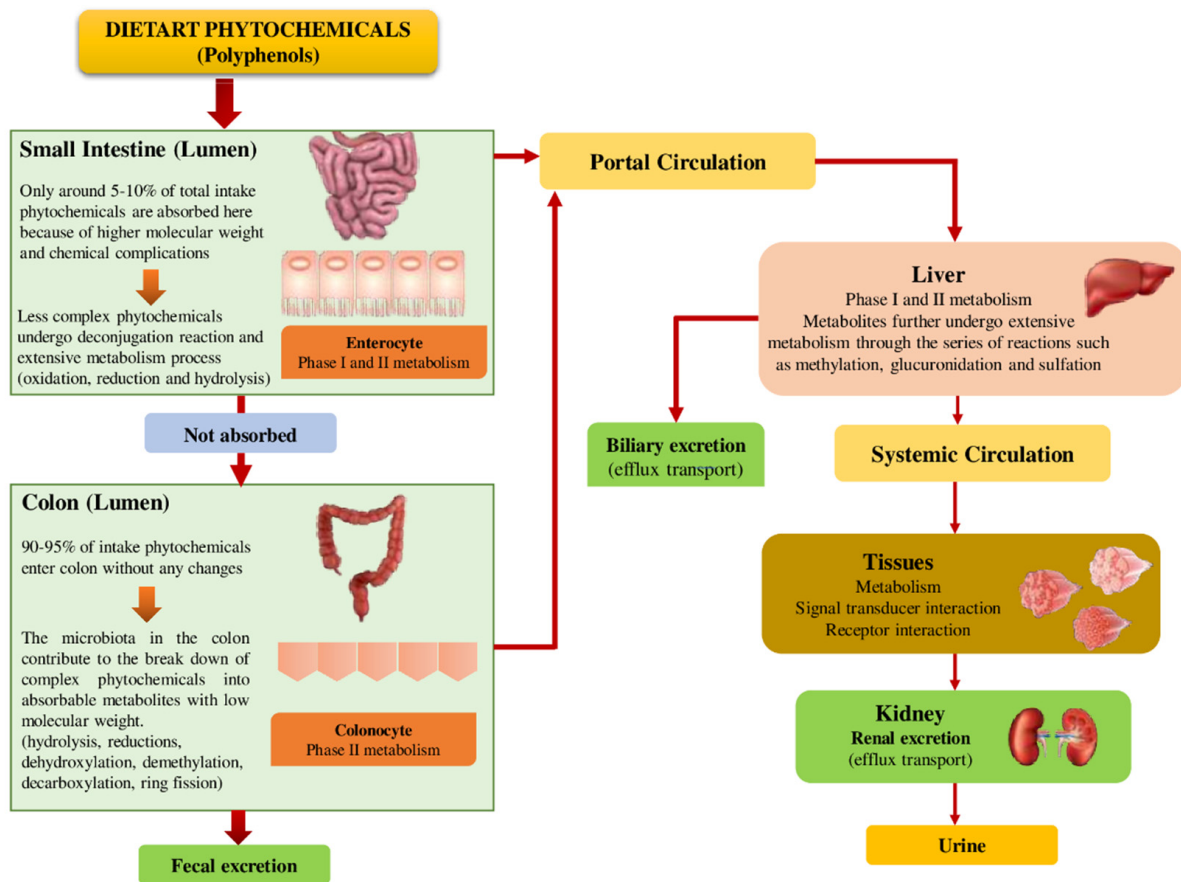 DIETART PHYTOCHEMICALS
(Polyphenols)
Small Intestine (Lumen)
Only around 5-10% of total intake
phytochemicals are absorbed here
because of higher molecular weight
and chemical complications
Less complex phytochemicals
undergo deconjugation reaction and
extensive metabolism process
(oxidation, reduction and hydrolysis)
Enterocyte
Phase I and II metabolism
Not absorbed
Colon (Lumen)
90-95% of intake phytochemicals
enter colon without any changes
The microbiota in the colon
contribute to the break down of
complex phytochemicals into
absorbable metabolites with low
molecular weight.
(hydrolysis, reductions,
dehydroxylation, demethylation,
decarboxylation, ring fission)
Colonocyte
Phase II metabolism
Fecal excretion
Portal Circulation
Liver
Phase I and II metabolism
Metabolites further undergo extensive
metabolism through the series of reactions such
as methylation, glucuronidation and sulfation
Biliary excretion
(efflux transport)
Systemic Circulation
Tissues
Metabolism
Signal transducer interaction
Receptor interaction
Kidney
Renal excretion
(efflux transport)
Urine